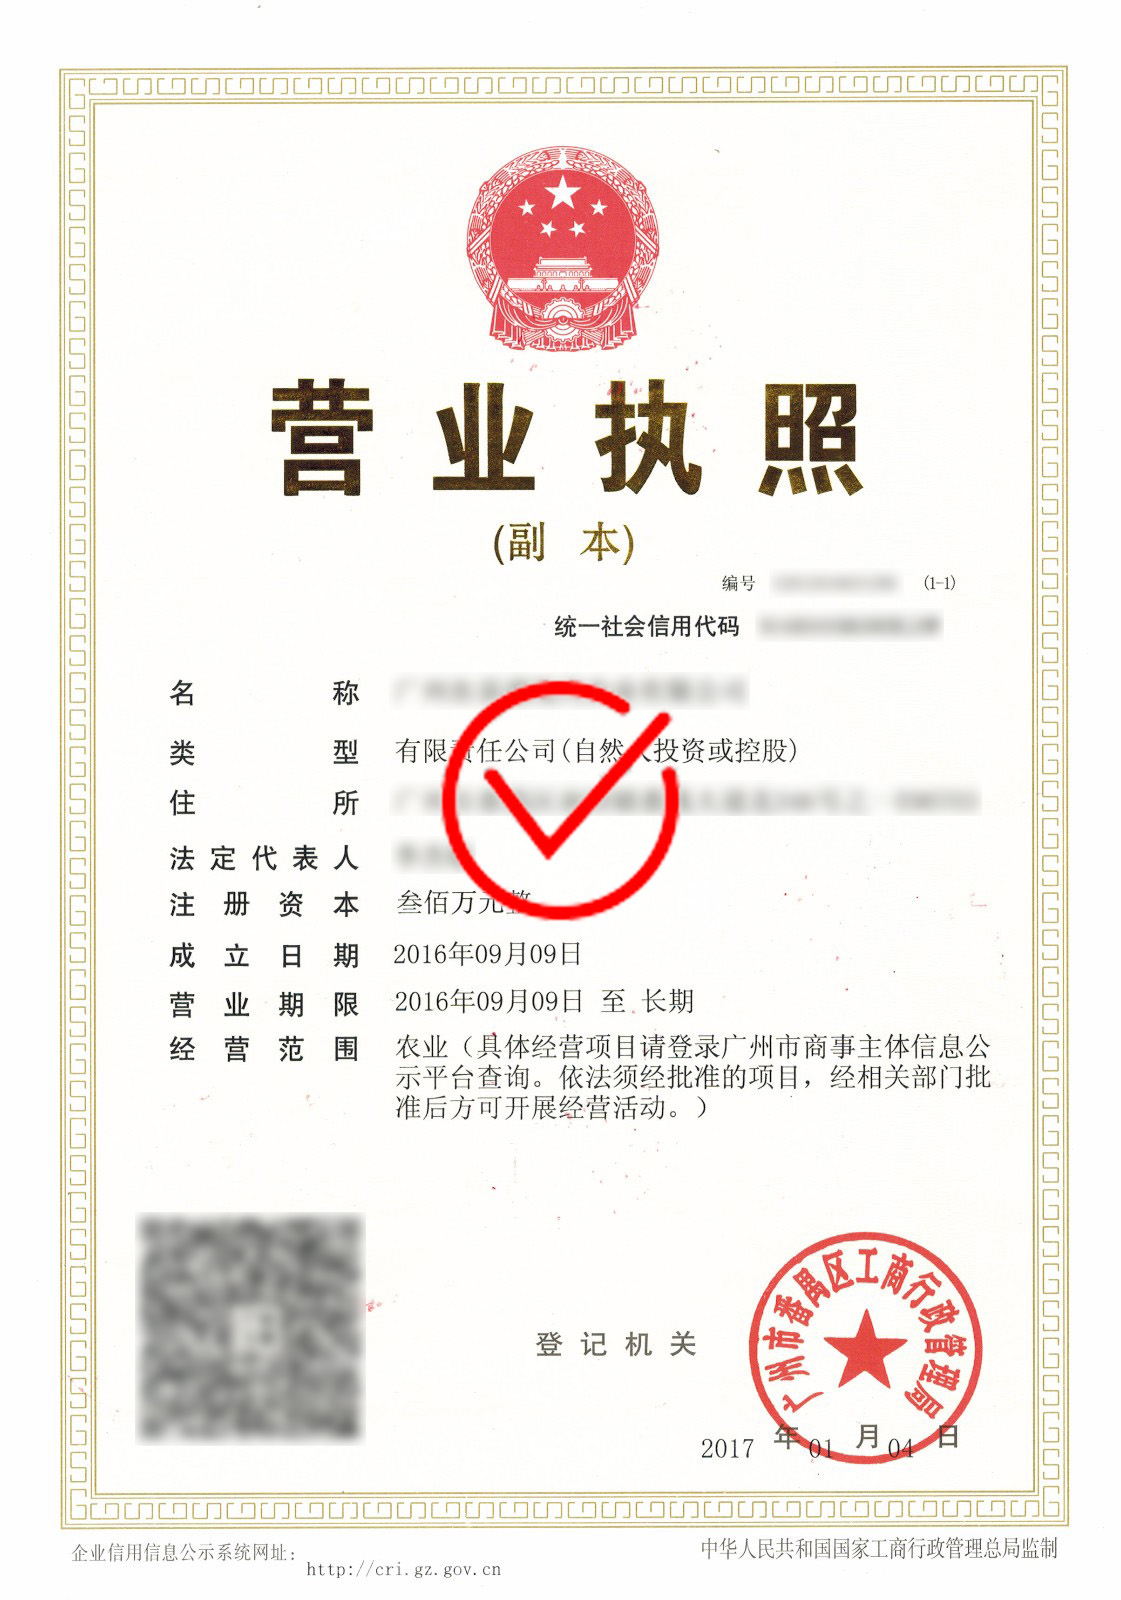 营业执照
(副 本)
编号 (1-1)
统一社会信用代码
名称
类型 有限责任公司(自然人投资或控股)
住所
法定代表人
注册资本 叁佰万元整
成立日期 2016年09月09日
营业期限 2016年09月09日 至 长期
经营范围 农业（具体经营项目请登录广州市商事主体信息公
示平台查询。依法须经批准的项目，经相关部门批
准后方可开展经营活动。）
登记机关
广州市番禺区工商行政管理局
2017 年 01 月 04 日
企业信用信息公示系统网址：
http://cri.gz.gov.cn
中华人民共和国国家工商行政管理总局监制